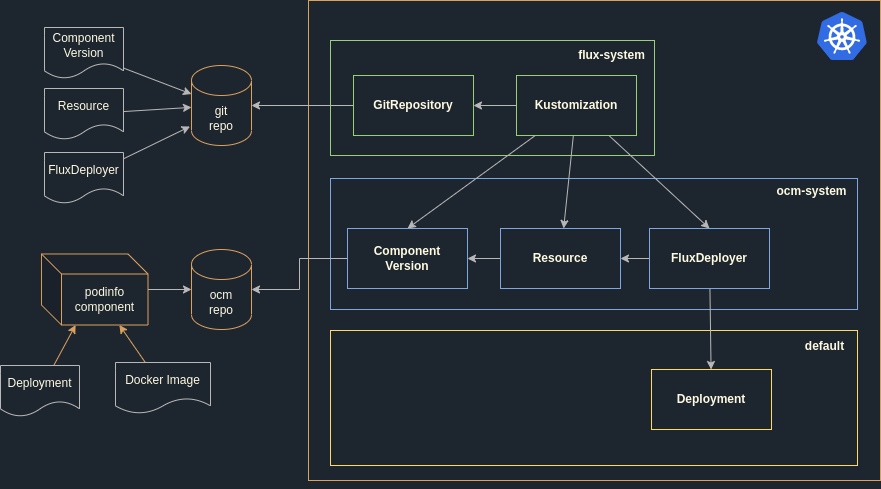 Component
Version
Resource
FluxDeployer
git
repo
flux-system
GitRepository
Kustomization
ocm-system
Component
Version
Resource
FluxDeployer
podinfo
component
ocm
repo
Deployment
Docker Image
default
Deployment